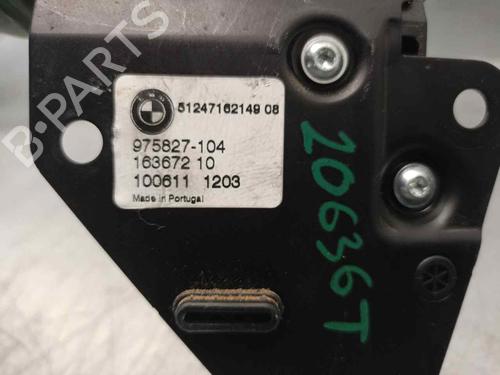 B-PARTS
51247162149 08
975827-104
163672 10
100611 1203
Made in Portugal
20636T